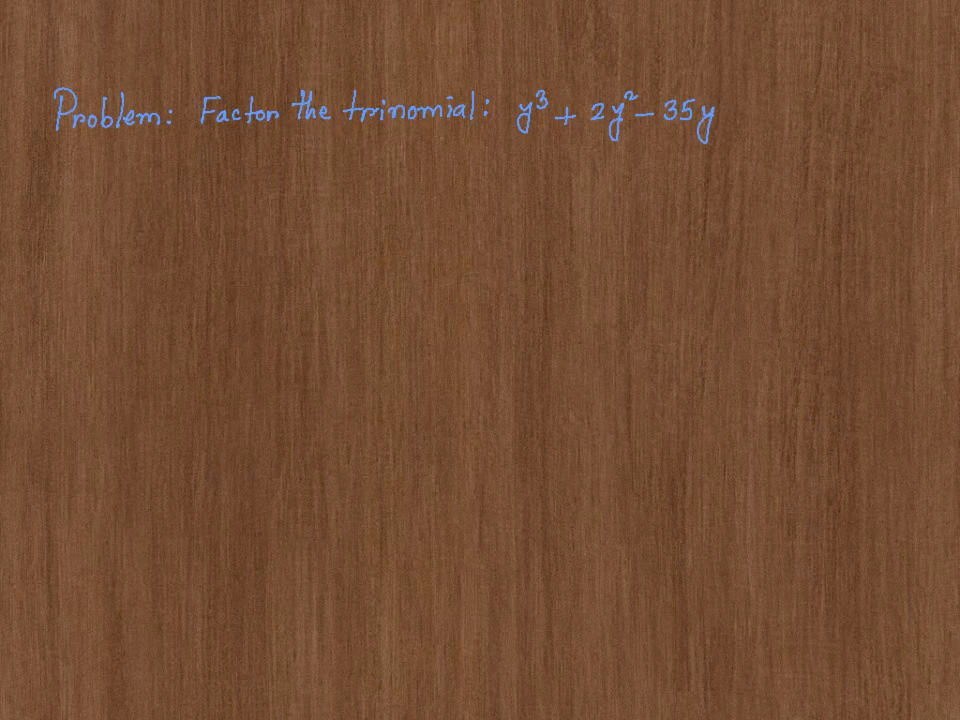 Problem: Factor the trinomial: y³ + 2y² - 35y